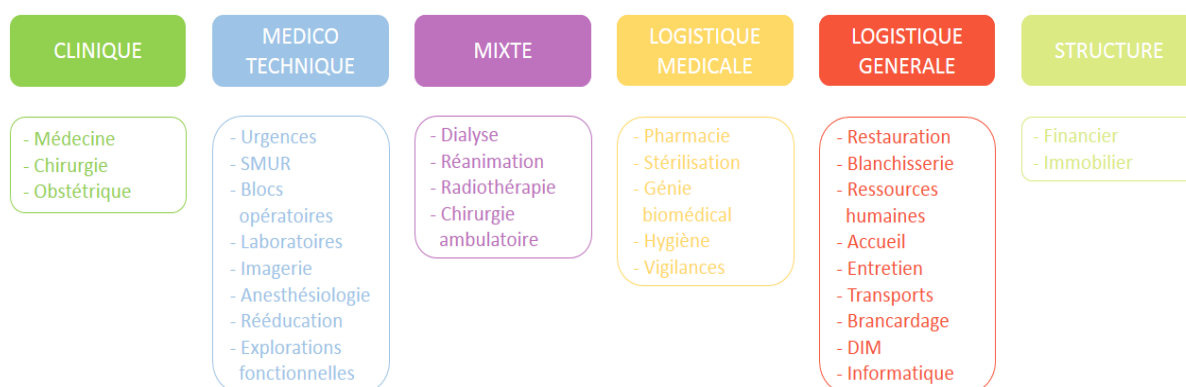 CLINIQUE
- Médecine
- Chirurgie
- Obstétrique
MEDICO
TECHNIQUE
- Urgences
- SMUR
- Blocs
opératoires
- Laboratoires
- Imagerie
- Anesthésiologie
- Rééducation
- Explorations
fonctionnelles
MIXTE
- Dialyse
- Réanimation
- Radiothérapie
- Chirurgie
ambulatoire
LOGISTIQUE
MEDICALE
- Pharmacie
- Stérilisation
- Génie
biomédical
- Hygiène
- Vigilances
LOGISTIQUE
GENERALE
- Restauration
- Blanchisserie
- Ressources
humaines
- Accueil
- Entretien
- Transports
- Brancardage
- DIM
- Informatique
STRUCTURE
- Financier
- Immobilier